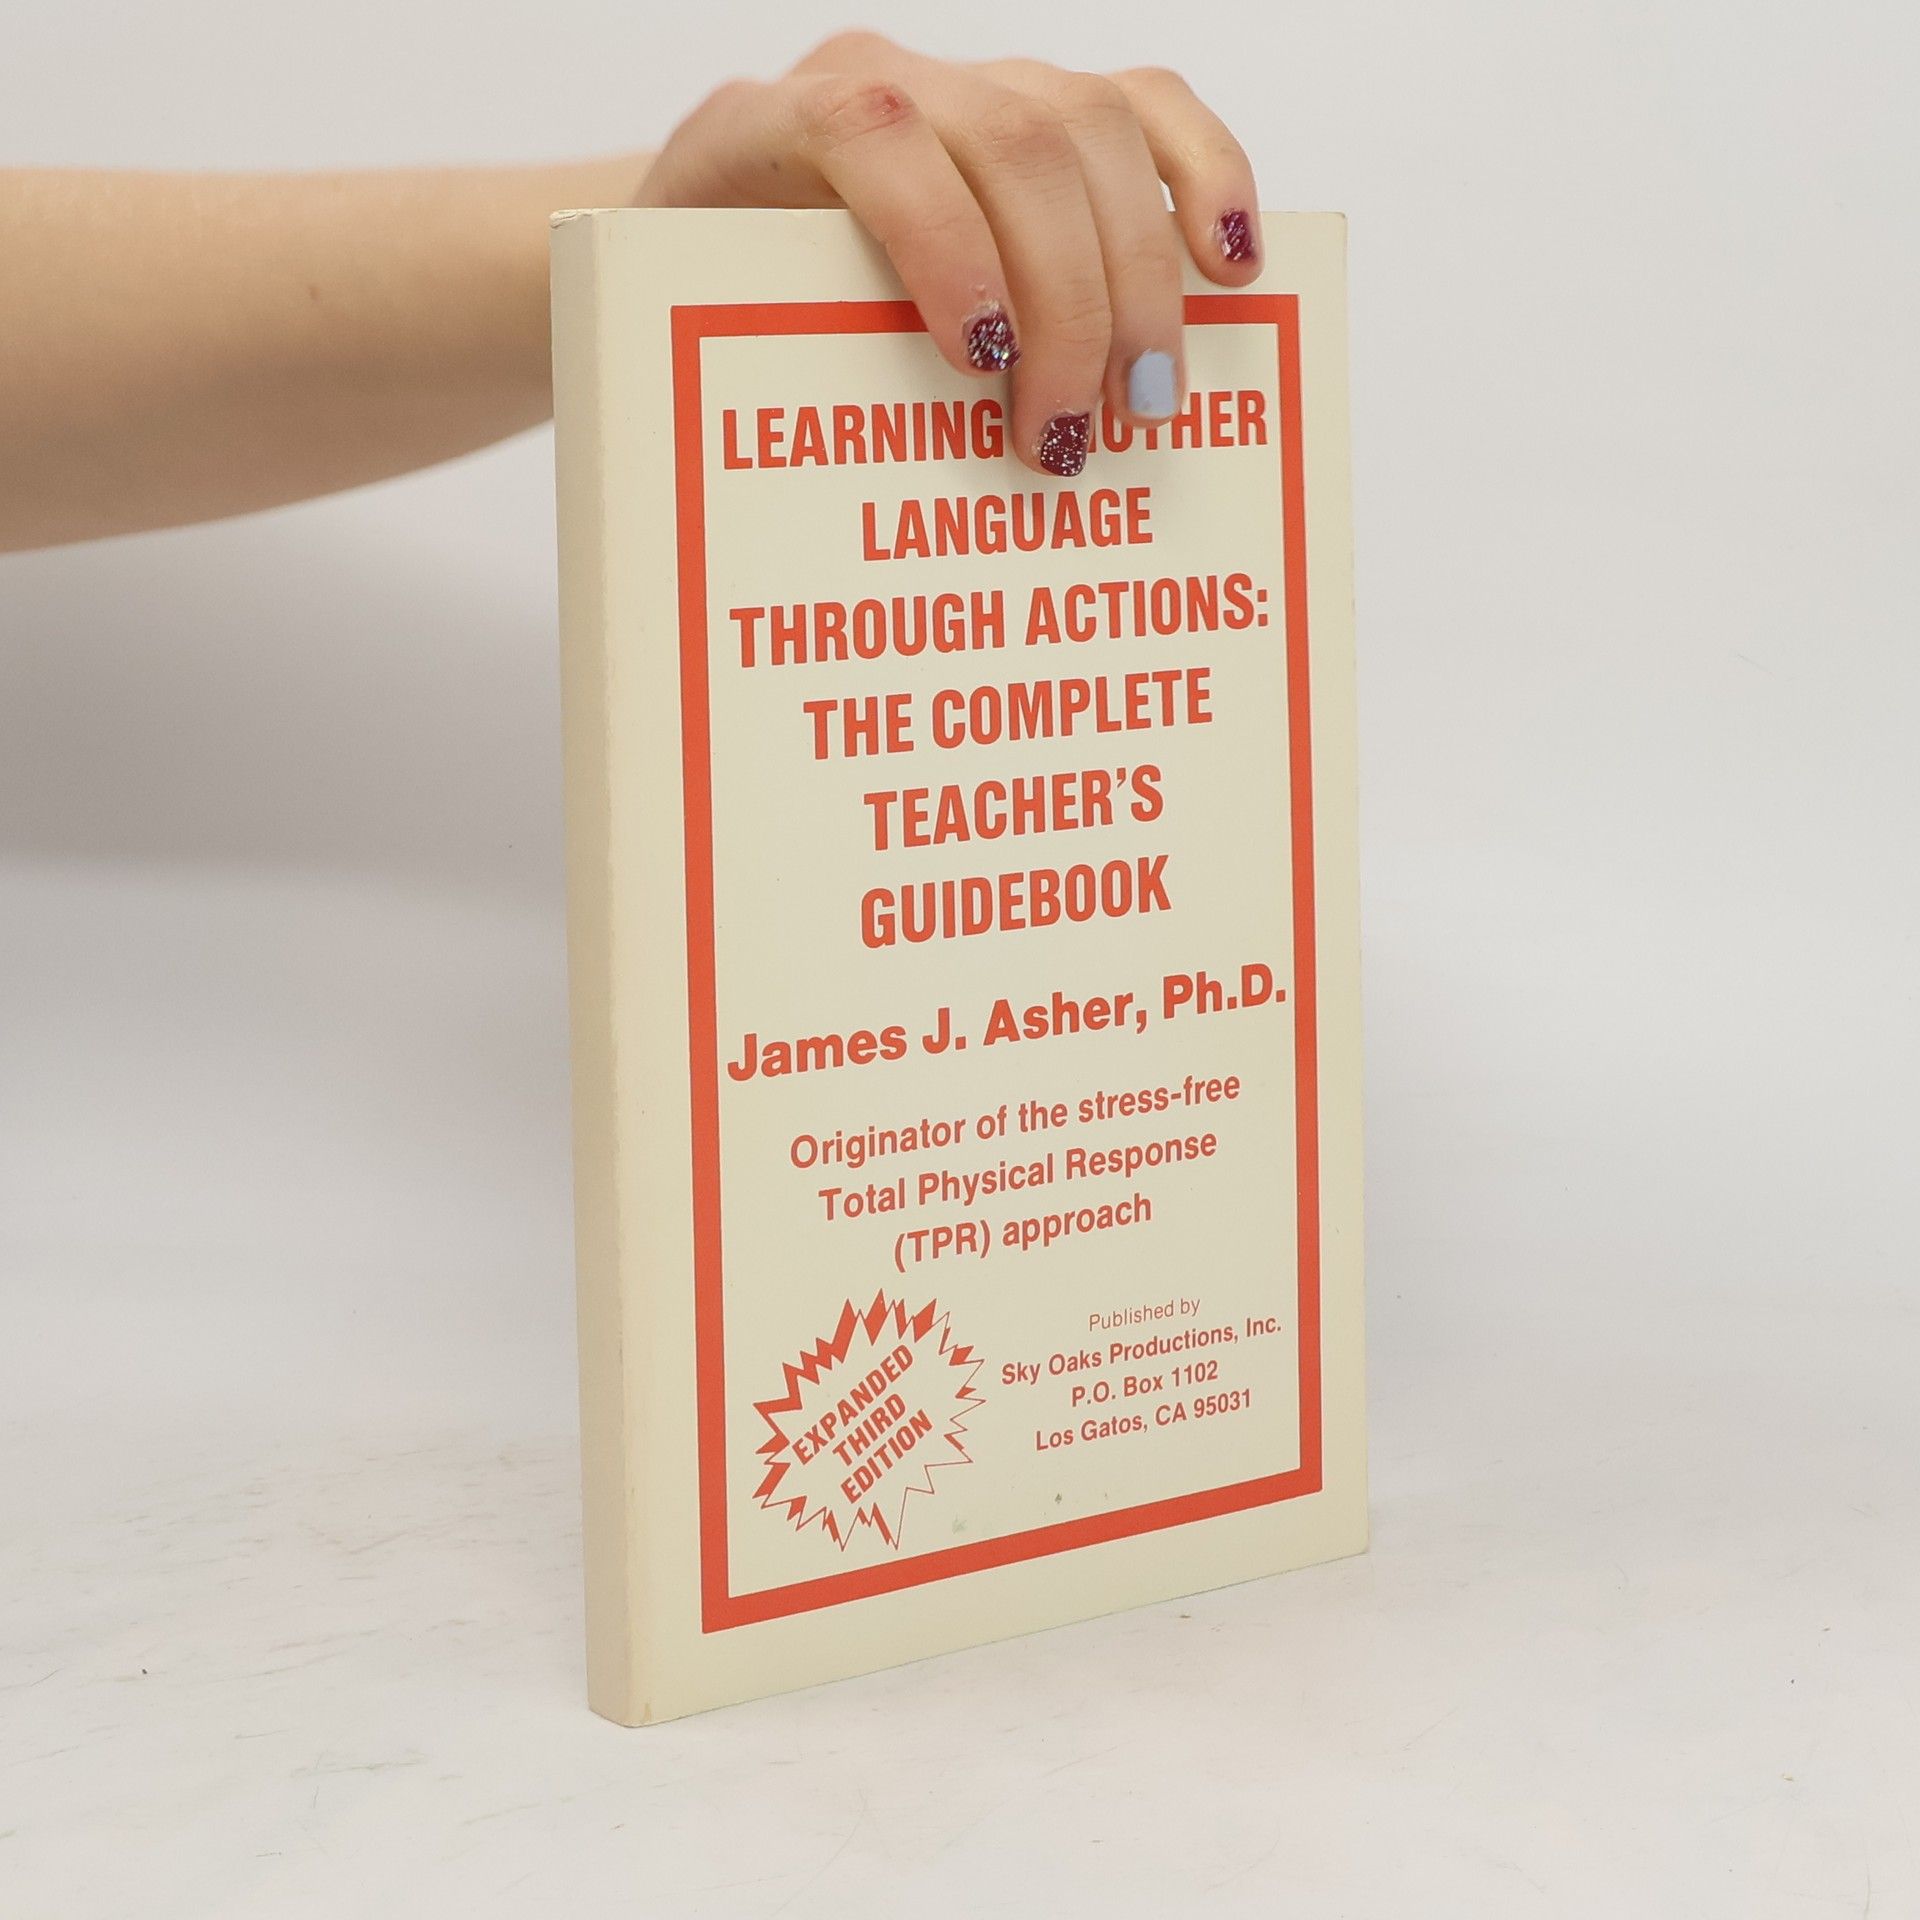 LEARNING ANOTHER
LANGUAGE
THROUGH ACTIONS:
THE COMPLETE
TEACHER'S
GUIDEBOOK
James J. Asher, Ph.D.
Originator of the stress-free
Total Physical Response
(TPR) approach
EXPANDED
THIRD
EDITION
Published by
Sky Oaks Productions, Inc.
P.O. Box 1102
Los Gatos, CA 95031